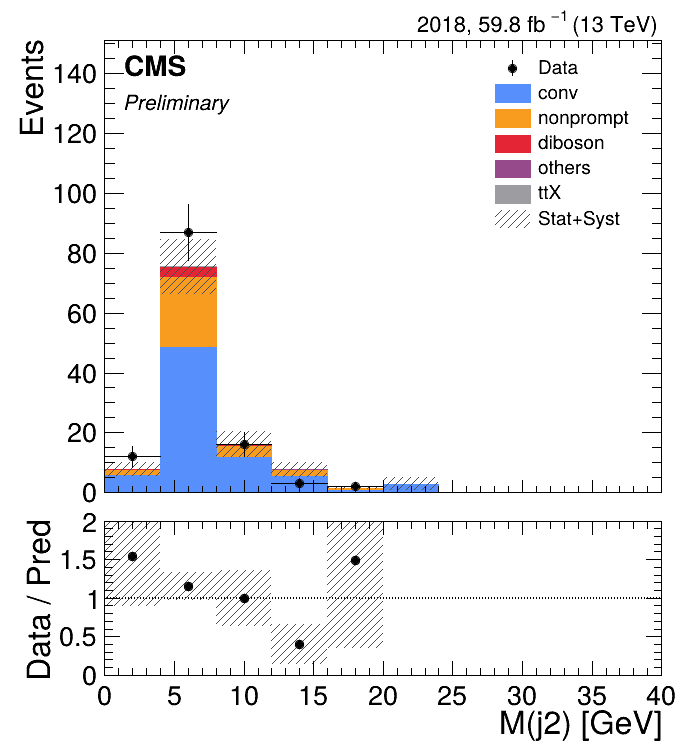 2018, 59.8 fb⁻¹ (13 TeV)
CMS
Preliminary
Events
140
120
100
80
60
40
20
0
Data
conv
nonprompt
diboson
others
ttX
Stat+Syst
Data / Pred
2
1.5
1
0.5
0
0 5 10 15 20 25 30 35 40
M(j2) [GeV]